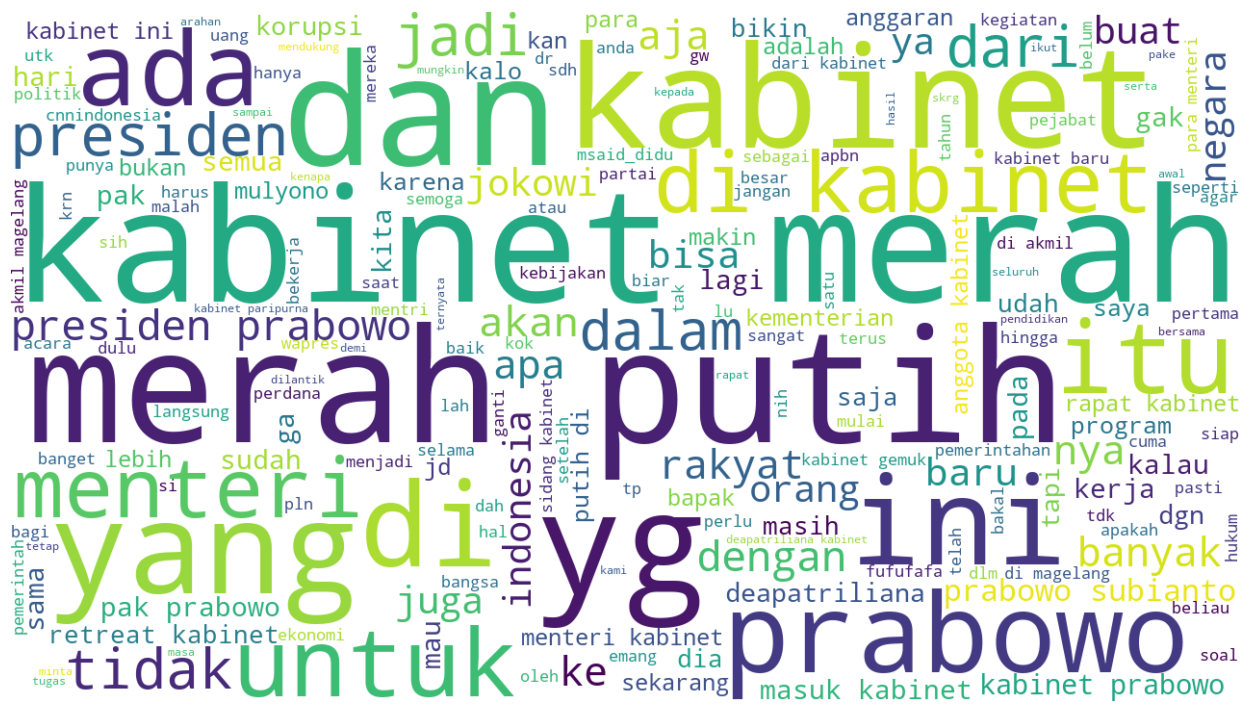 kabinet ini
arahan
uang
korupsi
utk
mendukung
ada
hari
hanya
politik
cnnindonesia
sampai
presiden
punya
bukan
semua
jadi
para
kan
anda
aja
gw
kalo
mungkin
dr
sdh
mereka
dan
kepada
bikin
adalah
dari kabinet
anggaran
ya
kabinet
skrg
hasil
kegiatan
dari
ikut
belum
buat
pake
serta
tahun
pejabat
gak
para menteri
negara
akmil magelang
krn
pak
harus
malah
mulyono
kenapa
karena
semoga
atau
jokowi
msaid_didu
partai
besar
jangan
sebagai
apbn
di kabinet
kabinet baru
awal
seperti
agar
kabinet merah
sih
kita
saat
bekerja
kebijakan
biar
bisa
tak
makin
lagi
satu
di akmil
seluruh
kabinet paripurna
mentri
ternyata
presiden prabowo
acara
dulu
wapres
demi
perdana
dilantik
baik
akan
kok
apa
dalam
lu
kementerian
sangat
terus
anggota kabinet
udah
saya
pendidikan
hingga
pertama
bersama
itu
merah putih
langsung
ga
lah
ganti
rapat
nih
saja
mulai
pada
rapat kabinet
program
cuma
siap
banget
lebih
sudah
menjadi
selama
jd
indonesia
sidang kabinet
setelah
putih di
rakyat
kabinet gemuk
orang
pemerintahan
baru
tapi
nya
kalau
kerja
pasti
menteri
si
pln
dah
hal
tp
bapak
perlu
masih
ini
bakal
tdk
dgn
apakah
hukum
bagi
tetap
pemerintah
sama
yang
di
bangsa
yg
kami
deapatriliana kabinet
dengan
telah
banyak
fufufafa
dlm
di magelang
pak prabowo
juga
deapatriliana
prabowo subianto
beliau
retreat kabinet
ekonomi
mau
menteri kabinet
prabowo
soal
masa
minta
tugas
tidak
untuk
oleh
ke
emang
dia
sekarang
masuk kabinet
kabinet prabowo